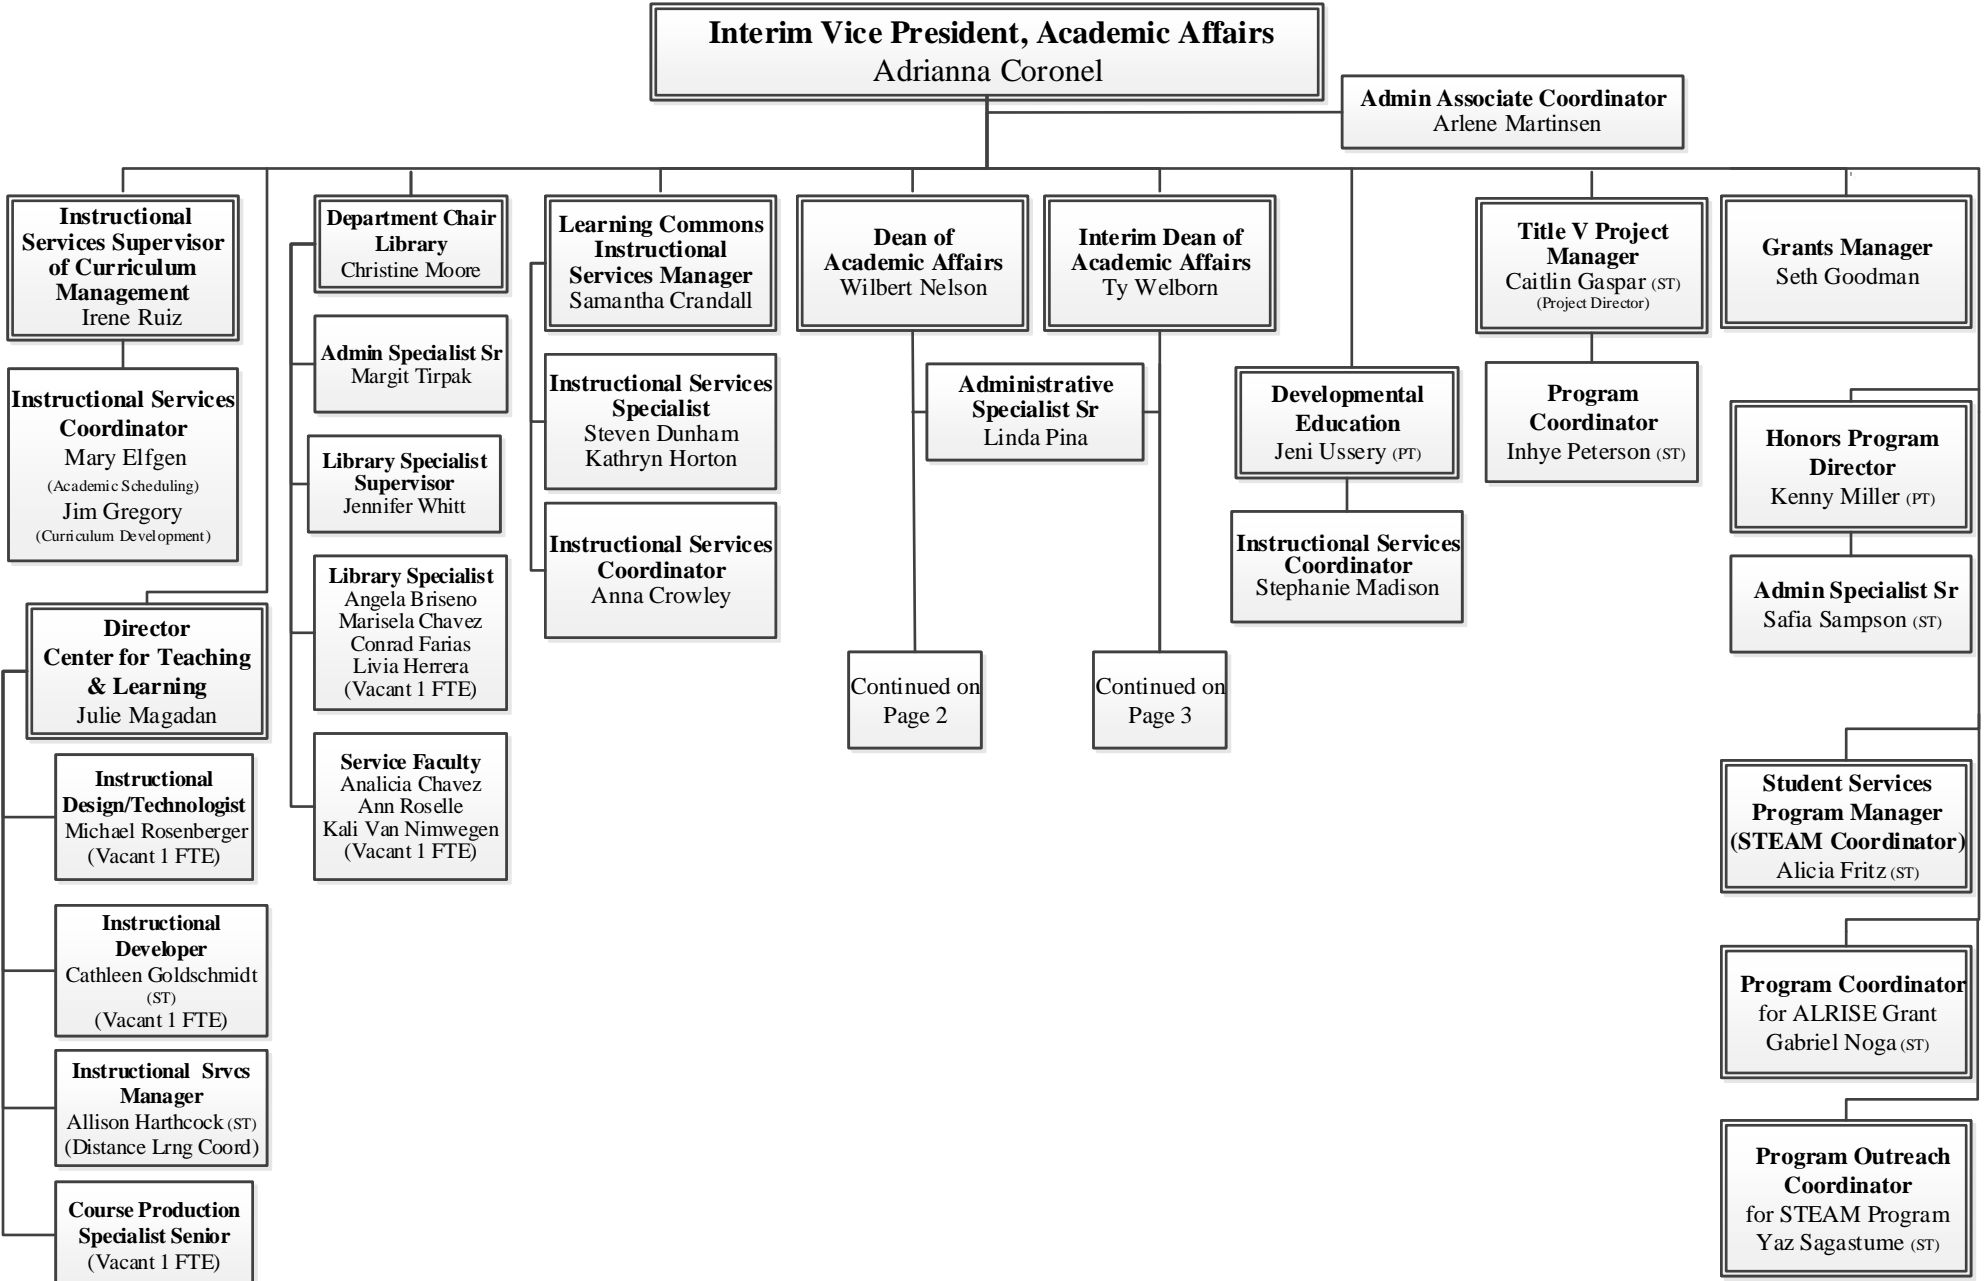 Interim Vice President, Academic Affairs
Adrianna Coronel
Admin Associate Coordinator
Arlene Martinsen
Instructional
Services Supervisor
of Curriculum
Management
Irene Ruiz
Instructional Services
Coordinator
Mary Elfgen
(Academic Scheduling)
Jim Gregory
(Curriculum Development)
Director
Center for Teaching
& Learning
Julie Magadan
Instructional
Design/Technologist
Michael Rosenberger
(Vacant 1 FTE)
Instructional
Developer
Cathleen Goldschmidt
(ST)
(Vacant 1 FTE)
Instructional Srvcs
Manager
Allison Harthcock (ST)
(Distance Lrng Coord)
Course Production
Specialist Senior
(Vacant 1 FTE)
Department Chair
Library
Christine Moore
Admin Specialist Sr
Margit Tirpak
Library Specialist
Supervisor
Jennifer Whitt
Library Specialist
Angela Briseno
Marisela Chavez
Conrad Farias
Livia Herrera
(Vacant 1 FTE)
Service Faculty
Analicia Chavez
Ann Roselle
Kali Van Nimwegen
(Vacant 1 FTE)
Learning Commons
Instructional
Services Manager
Samantha Crandall
Instructional Services
Specialist
Steven Dunham
Kathryn Horton
Instructional Services
Coordinator
Anna Crowley
Dean of
Academic Affairs
Wilbert Nelson
Interim Dean of
Academic Affairs
Ty Welborn
Administrative
Specialist Sr
Linda Pina
Continued on
Page 2
Continued on
Page 3
Developmental
Education
Jeni Ussery (PT)
Instructional Services
Coordinator
Stephanie Madison
Title V Project
Manager
Caitlin Gaspar (ST)
(Project Director)
Program
Coordinator
Inhye Peterson (ST)
Grants Manager
Seth Goodman
Honors Program
Director
Kenny Miller (PT)
Admin Specialist Sr
Safia Sampson (ST)
Student Services
Program Manager
(STEAM Coordinator)
Alicia Fritz (ST)
Program Coordinator
for ALRISE Grant
Gabriel Noga (ST)
Program Outreach
Coordinator
for STEAM Program
Yaz Sagastume (ST)